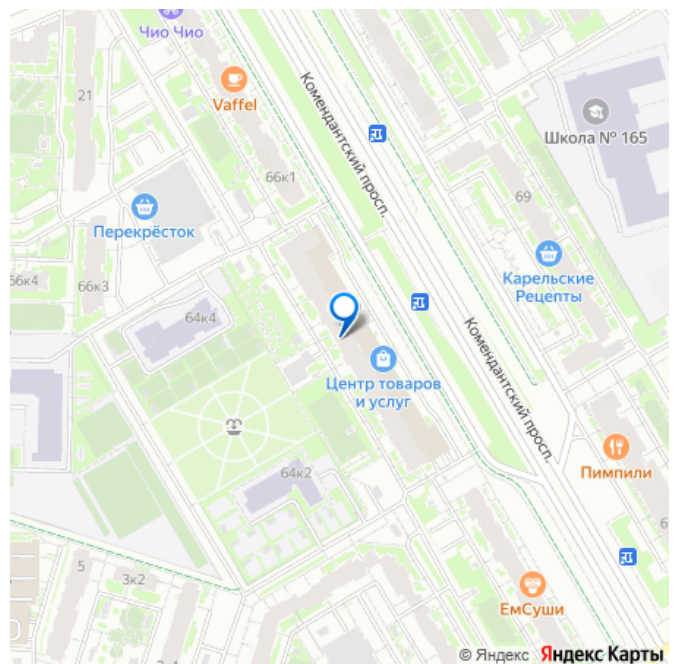 Чио Чио
21
Vaffel
Комендантский просп.
Школа № 165
66к1
69
Перекрёсток
Карельские
Рецепты
66к4
66к3
64к4
Центр товаров
и услуг
Комендантский просп.
Пимпили
64к2
5
3к2
ЕмСуши
© Яндекс Яндекс Карты